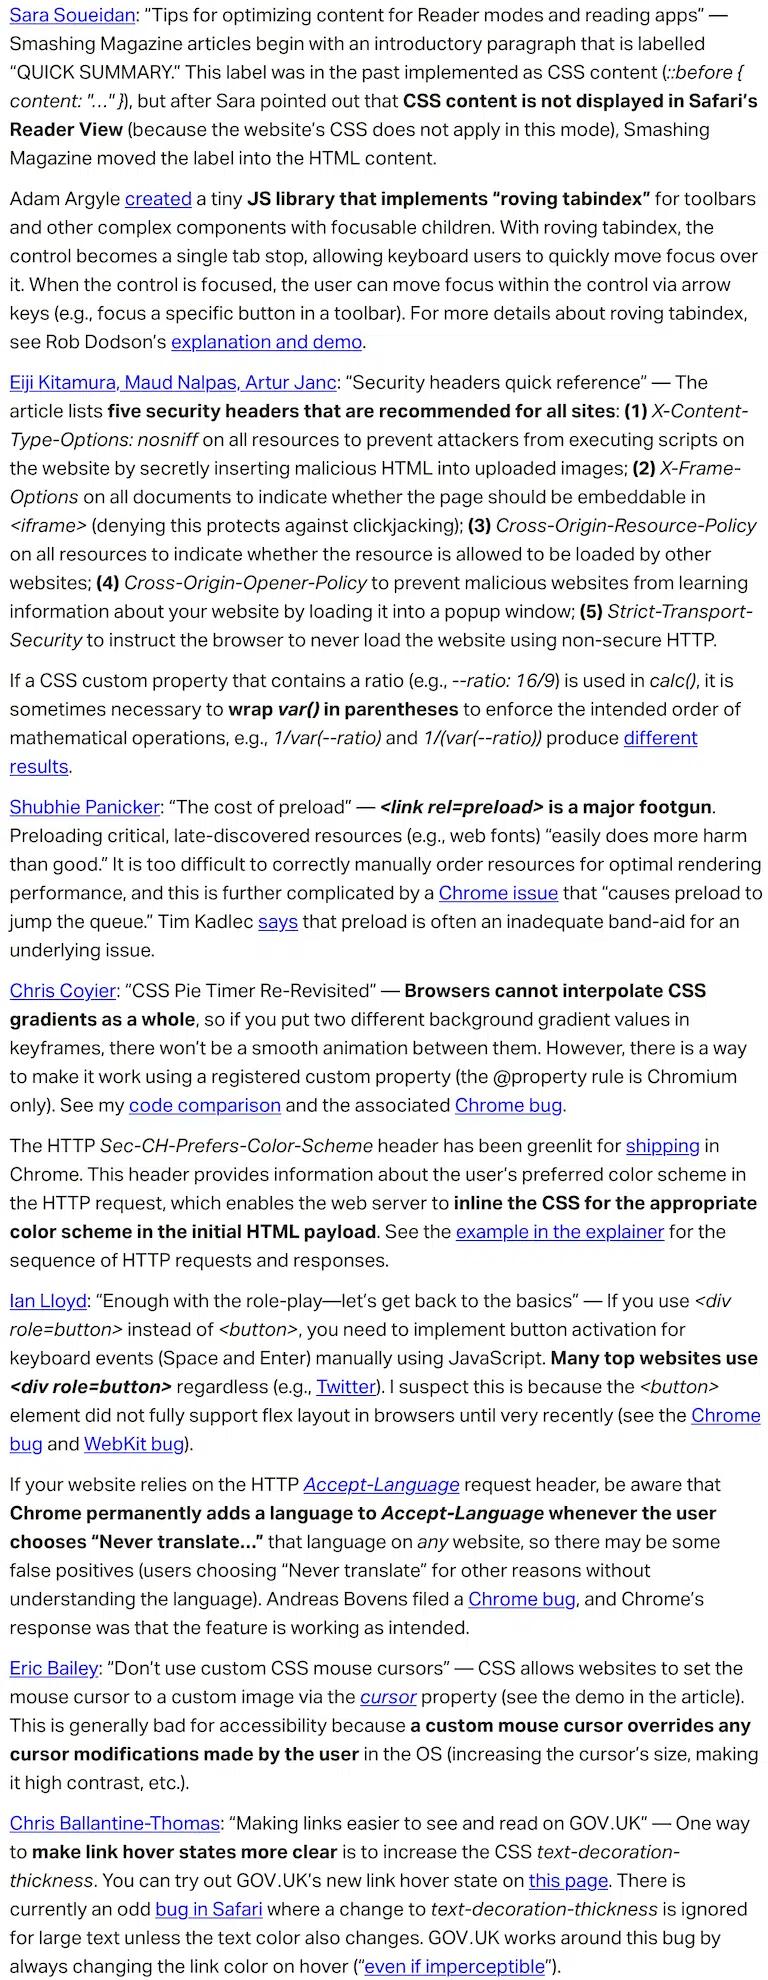 Sara Soueidan: “Tips for optimizing content for Reader modes and reading apps” —
Smashing Magazine articles begin with an introductory paragraph that is labelled
“QUICK SUMMARY.” This label was in the past implemented as CSS content (::before {
content: "…" }), but after Sara pointed out that CSS content is not displayed in Safari’s
Reader View (because the website’s CSS does not apply in this mode), Smashing
Magazine moved the label into the HTML content.
Adam Argyle created a tiny JS library that implements “roving tabindex” for toolbars
and other complex components with focusable children. With roving tabindex, the
control becomes a single tab stop, allowing keyboard users to quickly move focus over
it. When the control is focused, the user can move focus within the control via arrow
keys (e.g., focus a specific button in a toolbar). For more details about roving tabindex,
see Rob Dodson’s explanation and demo.
Eiji Kitamura, Maud Nalpas, Artur Janc: “Security headers quick reference” — The
article lists five security headers that are recommended for all sites: (1) X-Content-
Type-Options: nosniff on all resources to prevent attackers from executing scripts on
the website by secretly inserting malicious HTML into uploaded images; (2) X-Frame-
Options on all documents to indicate whether the page should be embeddable in
<iframe> (denying this protects against clickjacking); (3) Cross-Origin-Resource-Policy
on all resources to indicate whether the resource is allowed to be loaded by other
websites; (4) Cross-Origin-Opener-Policy to prevent malicious websites from learning
information about your website by loading it into a popup window; (5) Strict-Transport-
Security to instruct the browser to never load the website using non-secure HTTP.
If a CSS custom property that contains a ratio (e.g., --ratio: 16/9) is used in calc(), it is
sometimes necessary to wrap var() in parentheses to enforce the intended order of
mathematical operations, e.g., 1/var(--ratio) and 1/(var(--ratio)) produce different
results.
Shubhie Panicker: “The cost of preload” — <link rel=preload> is a major footgun.
Preloading critical, late-discovered resources (e.g., web fonts) “easily does more harm
than good.” It is too difficult to correctly manually order resources for optimal rendering
performance, and this is further complicated by a Chrome issue that “causes preload to
jump the queue.” Tim Kadlec says that preload is often an inadequate band-aid for an
underlying issue.
Chris Coyier: “CSS Pie Timer Re-Revisited” — Browsers cannot interpolate CSS
gradients as a whole, so if you put two different background gradient values in
keyframes, there won’t be a smooth animation between them. However, there is a way
to make it work using a registered custom property (the @property rule is Chromium
only). See my code comparison and the associated Chrome bug.
The HTTP Sec-CH-Prefers-Color-Scheme header has been greenlit for shipping in
Chrome. This header provides information about the user’s preferred color scheme in
the HTTP request, which enables the web server to inline the CSS for the appropriate
color scheme in the initial HTML payload. See the example in the explainer for the
sequence of HTTP requests and responses.
Ian Lloyd: “Enough with the role-play—let’s get back to the basics” — If you use <div
role=button> instead of <button>, you need to implement button activation for
keyboard events (Space and Enter) manually using JavaScript. Many top websites use
<div role=button> regardless (e.g., Twitter). I suspect this is because the <button>
element did not fully support flex layout in browsers until very recently (see the Chrome
bug and WebKit bug).
If your website relies on the HTTP Accept-Language request header, be aware that
Chrome permanently adds a language to Accept-Language whenever the user
chooses “Never translate…” that language on any website, so there may be some
false positives (users choosing “Never translate” for other reasons without
understanding the language). Andreas Bovens filed a Chrome bug, and Chrome’s
response was that the feature is working as intended.
Eric Bailey: “Don’t use custom CSS mouse cursors” — CSS allows websites to set the
mouse cursor to a custom image via the cursor property (see the demo in the article).
This is generally bad for accessibility because a custom mouse cursor overrides any
cursor modifications made by the user in the OS (increasing the cursor’s size, making
it high contrast, etc.).
Chris Ballantine-Thomas: “Making links easier to see and read on GOV.UK” — One way
to make link hover states more clear is to increase the CSS text-decoration-
thickness. You can try out GOV.UK’s new link hover state on this page. There is
currently an odd bug in Safari where a change to text-decoration-thickness is ignored
for large text unless the text color also changes. GOV.UK works around this bug by
always changing the link color on hover (“even if imperceptible”).